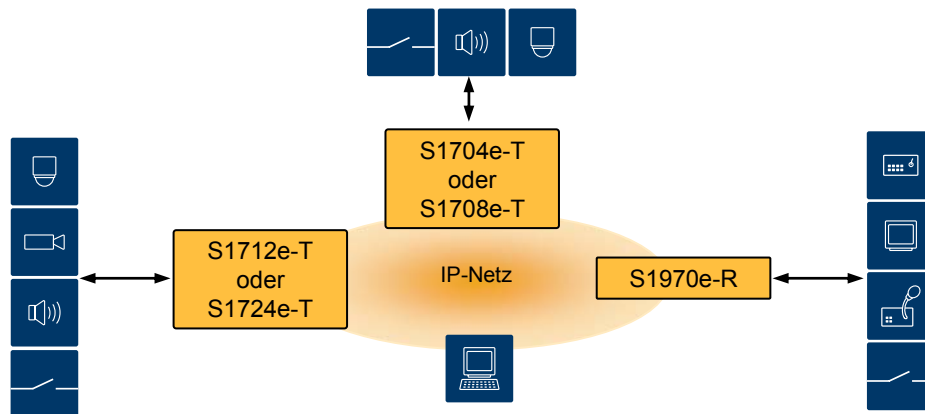 S1704e-T
oder
S1708e-T
S1712e-T
oder
S1724e-T
IP-Netz
S1970e-R